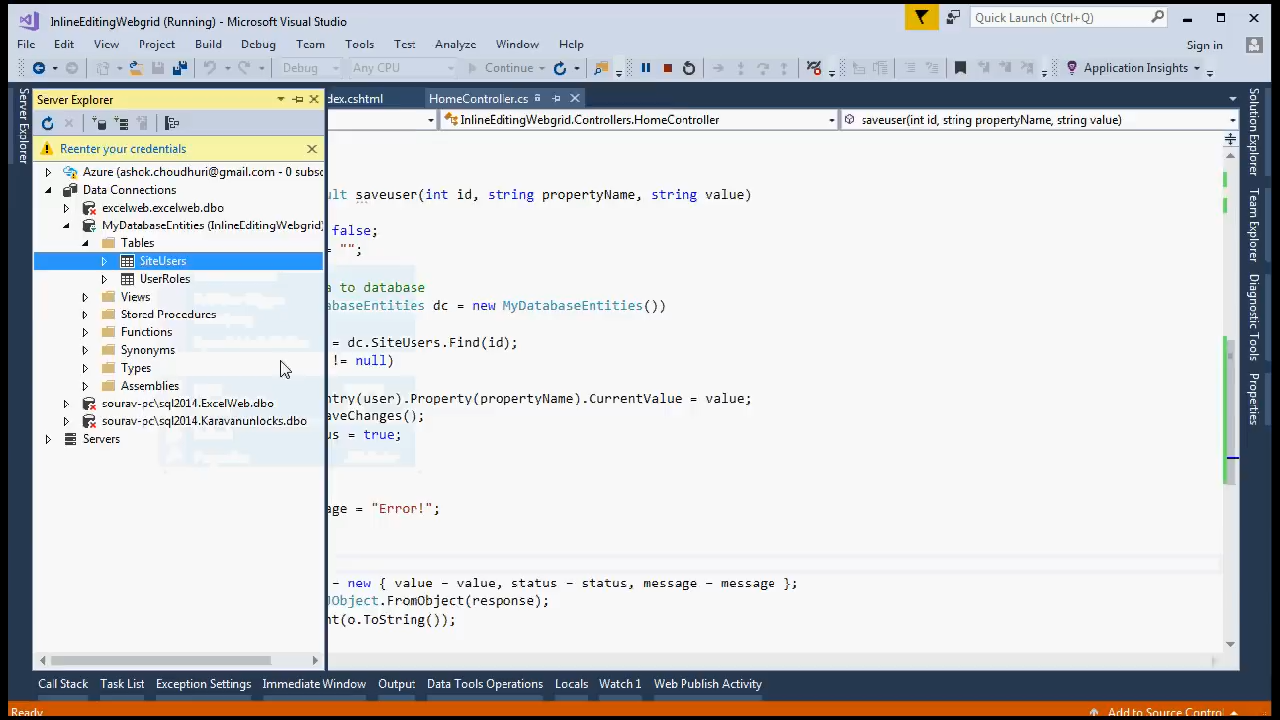 InlineEditingWebgrid (Running) - Microsoft Visual Studio
Quick Launch (Ctrl+Q)
File Edit View Project Build Debug Team Tools Test Analyze Window Help
Sign in
Debug Any CPU Continue Application Insights
Server Explorer
Server Explorer
dex.cshtml HomeController.cs
InlineEditingWebgrid.Controllers.HomeController
saveuser(int id, string propertyName, string value)
Reenter your credentials
Azure (ashck.choudhuri@gmail.com - 0 subsc
Data Connections
excelweb.excelweb.dbo
MyDatabaseEntities (InlineEditingWebgrid)
Tables
SiteUsers
UserRoles
Views
Stored Procedures
Functions
Synonyms
Types
Assemblies
sourav-pc\sql2014.ExcelWeb.dbo
sourav-pc\sql2014.Karavanunlocks.dbo
Servers
ult saveuser(int id, string propertyName, string value)
false;
= "";
a to database
abaseEntities dc = new MyDatabaseEntities())
= dc.SiteUsers.Find(id);
!= null)
ntry(user).Property(propertyName).CurrentValue = value;
aveChanges();
us = true;
age = "Error!";
= new { value = value, status = status, message = message };
JObject.FromObject(response);
nt(o.ToString());
Solution Explorer
Team Explorer
Diagnostic Tools
Properties
Call Stack Task List Exception Settings Immediate Window Output Data Tools Operations Locals Watch 1 Web Publish Activity
Ready
Add to Source Control